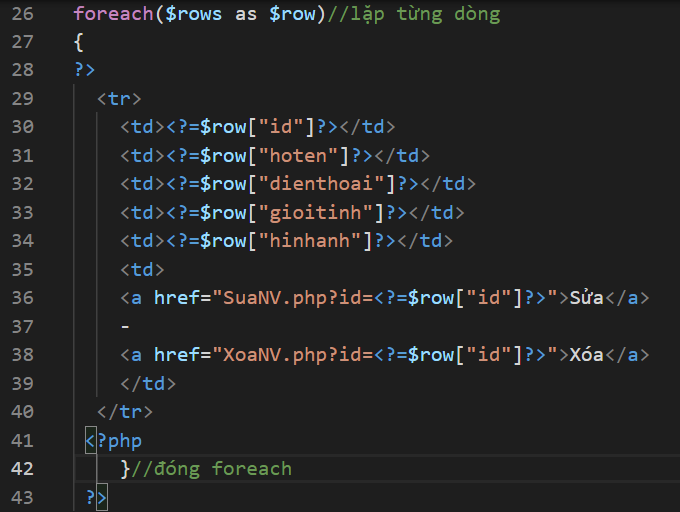 26 foreach($rows as $row)//lặp từng dòng
27 {
28 ?>
29 <tr>
30 <td><?=$row["id"]?></td>
31 <td><?=$row["hoten"]?></td>
32 <td><?=$row["dienthoai"]?></td>
33 <td><?=$row["gioitinh"]?></td>
34 <td><?=$row["hinhanh"]?></td>
35 <td>
36 <a href="SuaNV.php?id=<?=$row["id"]?>">Sửa</a>
37 -
38 <a href="XoaNV.php?id=<?=$row["id"]?>">Xóa</a>
39 </td>
40 </tr>
41 <?php
42 }//đóng foreach
43 ?>